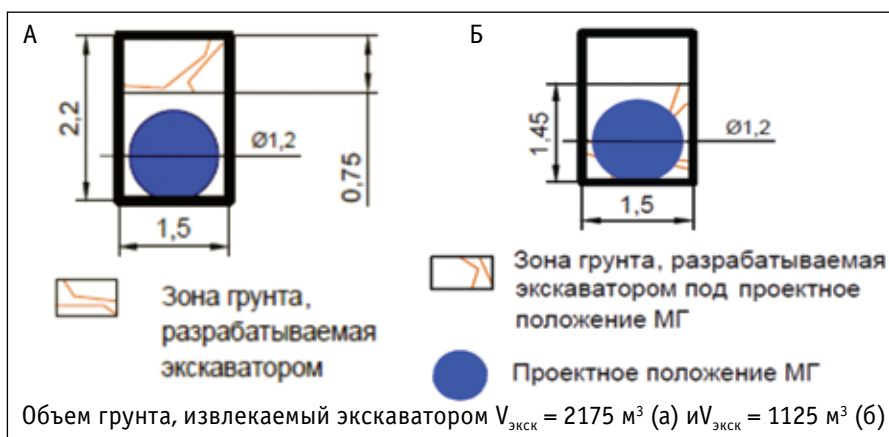 А
2,2
1,5
Ø1,2
0,75
Зона грунта,
разрабатываемая
экскаватором
Б
1,45
1,5
Ø1,2
Зона грунта, разрабатываемая
экскаватором под проектное
положение МГ
Проектное положение МГ
Объем грунта, извлекаемый экскаватором Vэкск = 2175 м³ (а) иVэкск = 1125 м³ (б)